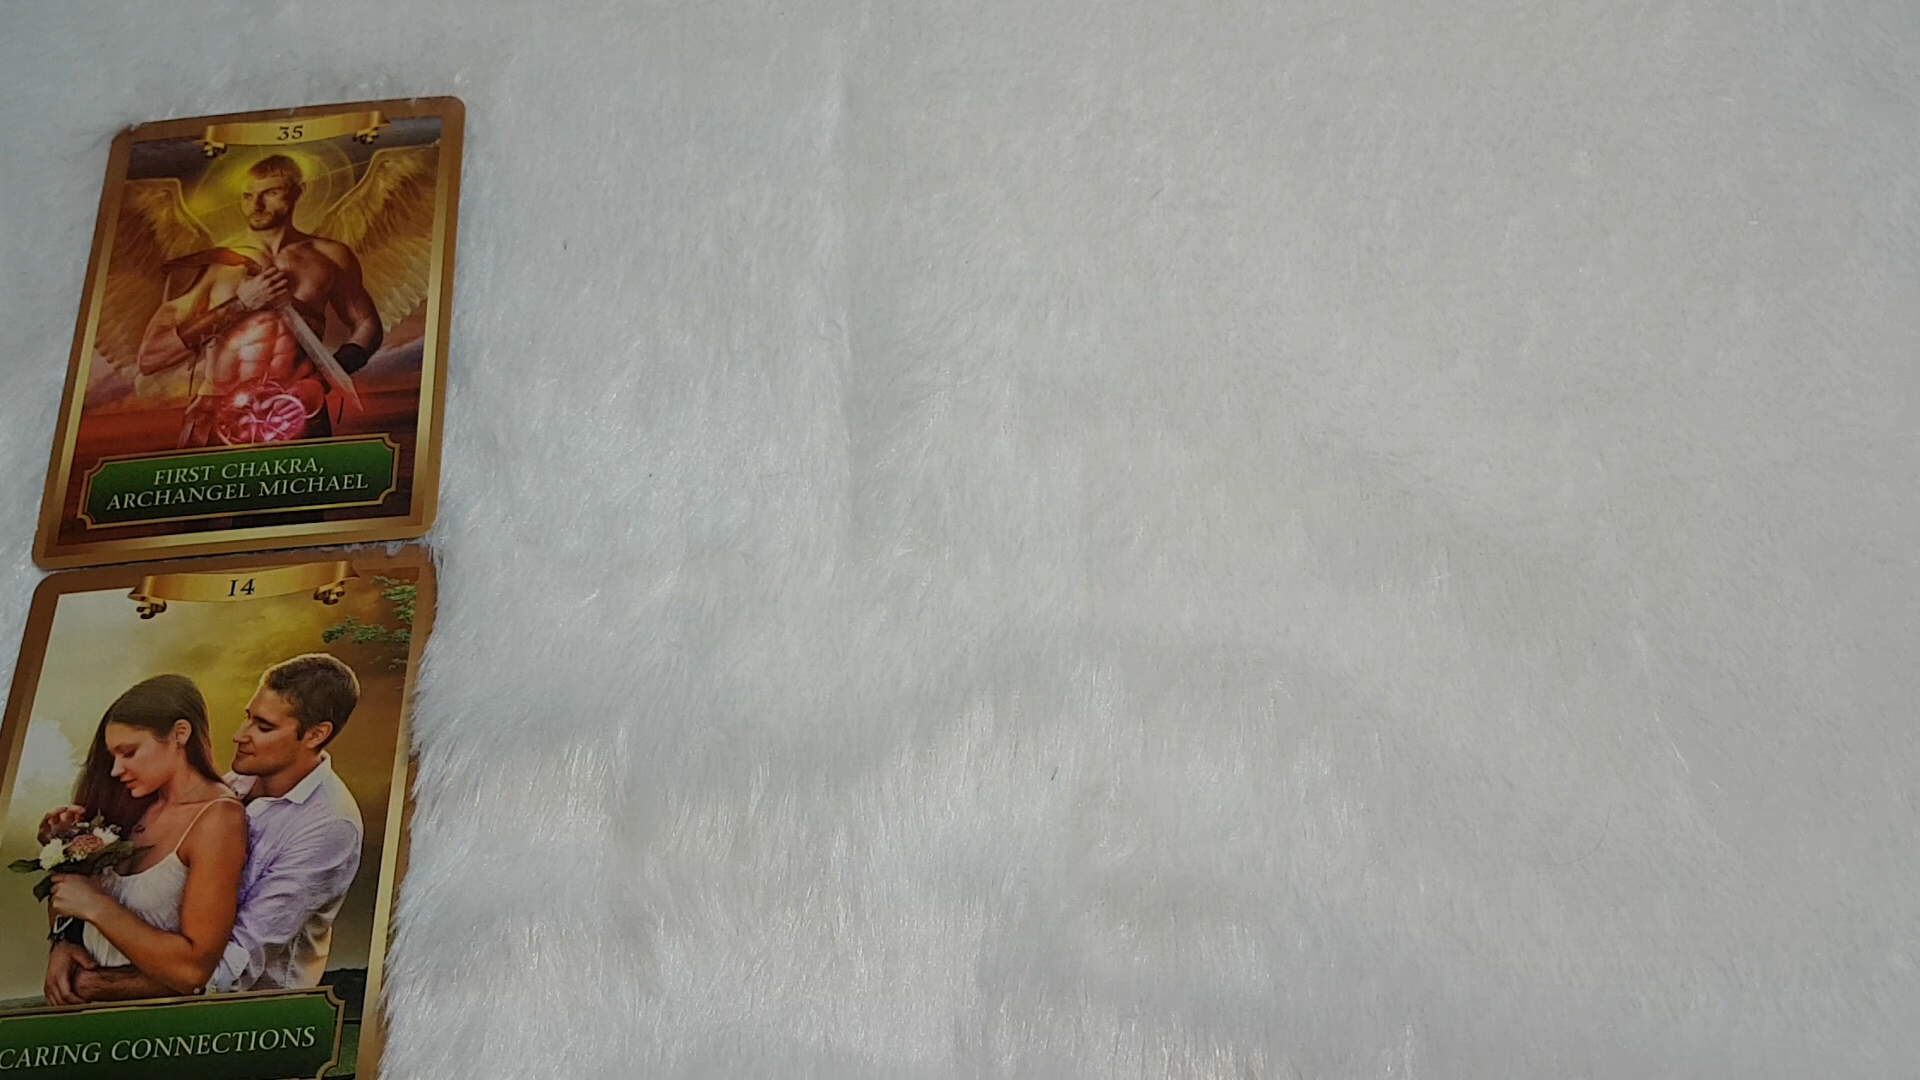 35
FIRST CHAKRA,
ARCHANGEL MICHAEL
14
CARING CONNECTIONS